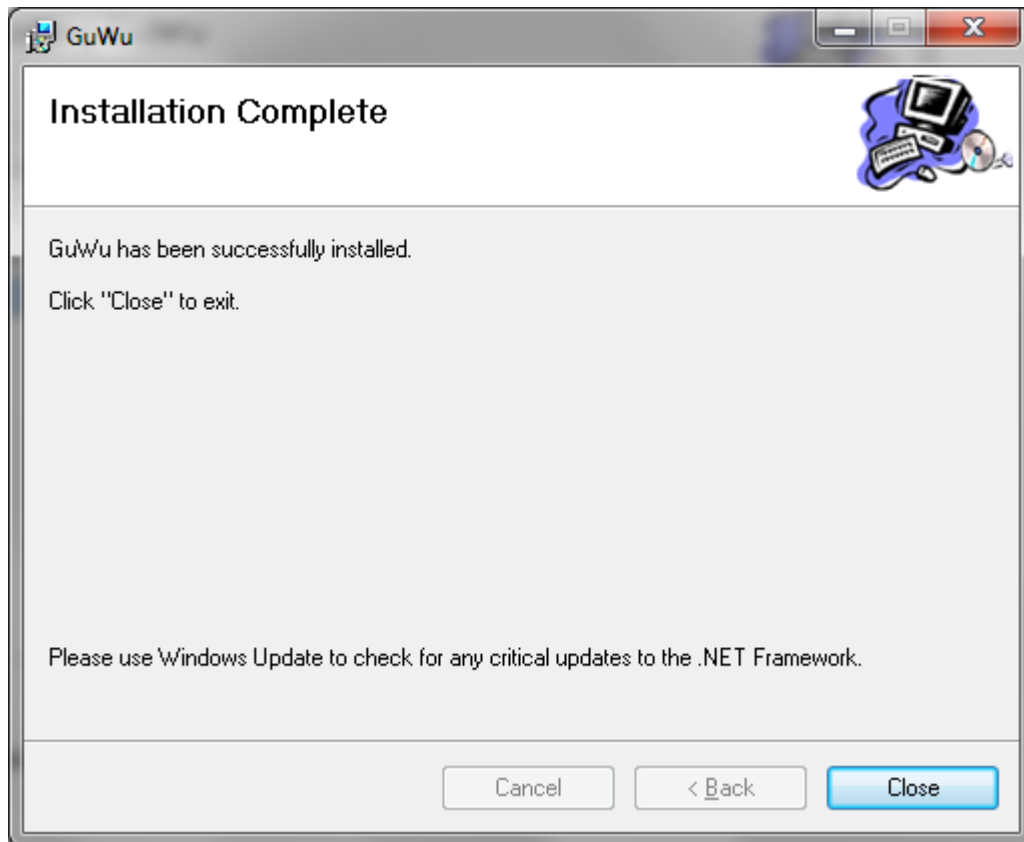 GuWu
Installation Complete
GuWu has been successfully installed.
Click "Close" to exit.
Please use Windows Update to check for any critical updates to the .NET Framework.
Cancel
< Back
Close